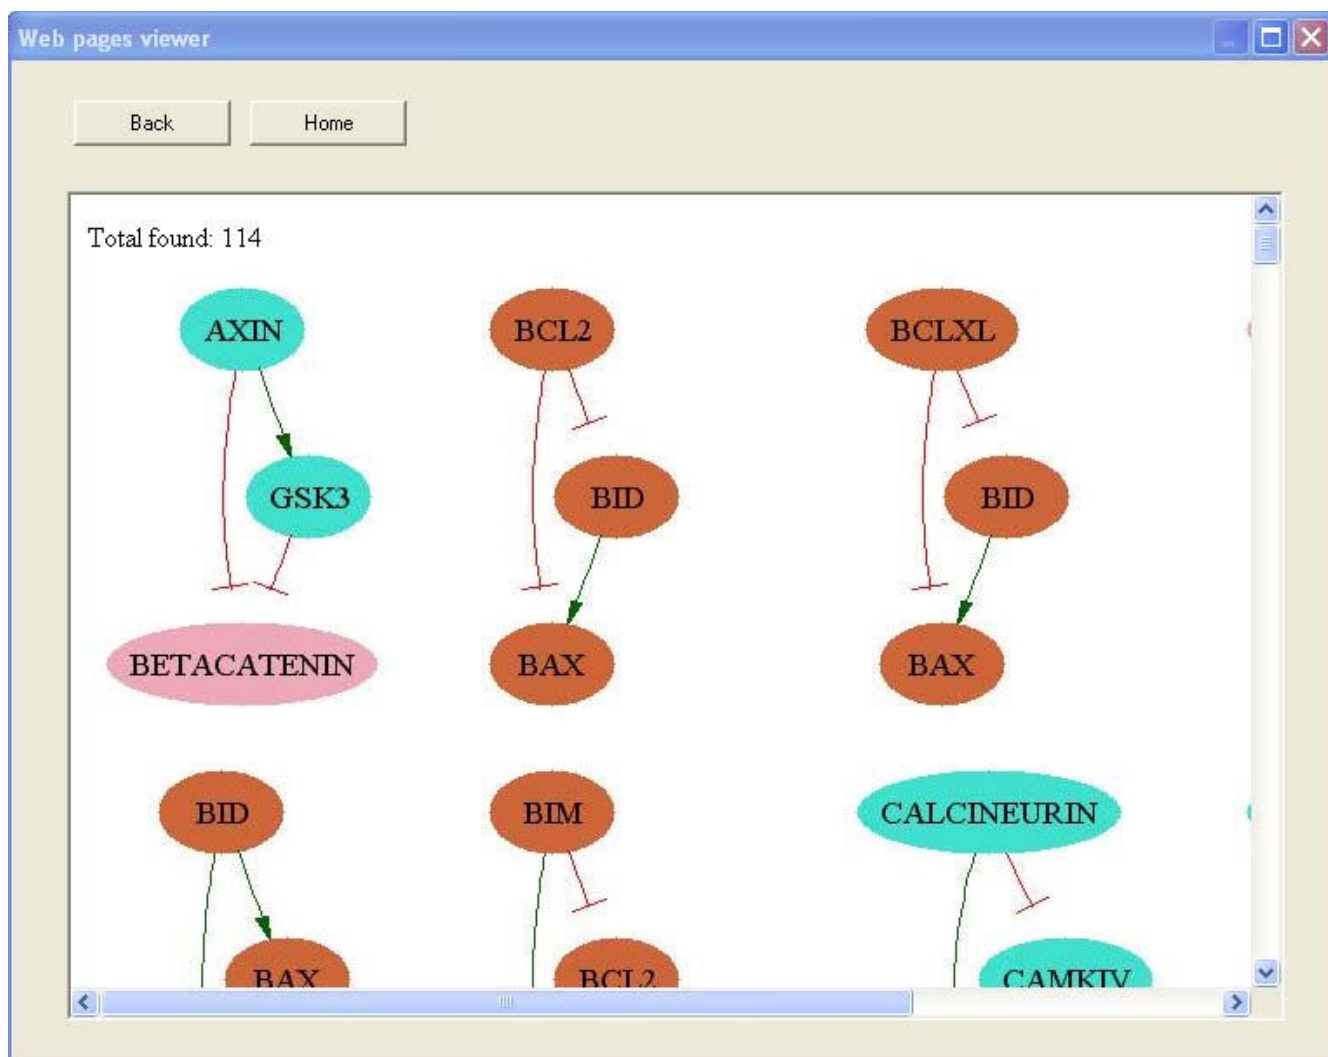 Web pages viewer
Back Home
Total found: 114
AXIN BCL2 BCLXL
GSK3 BID BID
BETACATENIN BAX BAX
BID BIM CALCINEURIN
BAX BCL2 CAMKIV